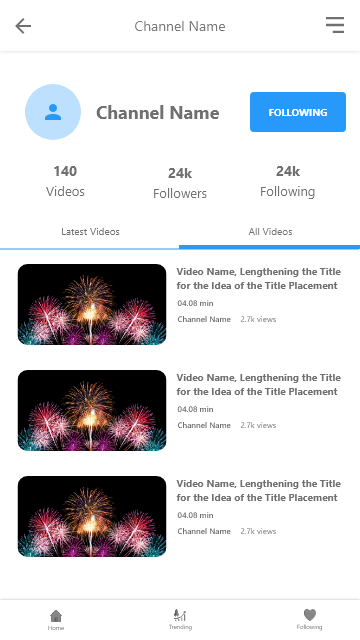 Channel Name
Channel Name
FOLLOWING
140
24k
24k
Videos
Followers
Following
Latest Videos
All Videos
Video Name, Lengthening the Title
for the Idea of the Title Placement
04.08 min
Channel Name 2.7k views
Video Name, Lengthening the Title
for the Idea of the Title Placement
04.08 min
Channel Name 2.7k views
Video Name, Lengthening the Title
for the Idea of the Title Placement
04.08 min
Channel Name 2.7k views
Home
Trending
Following